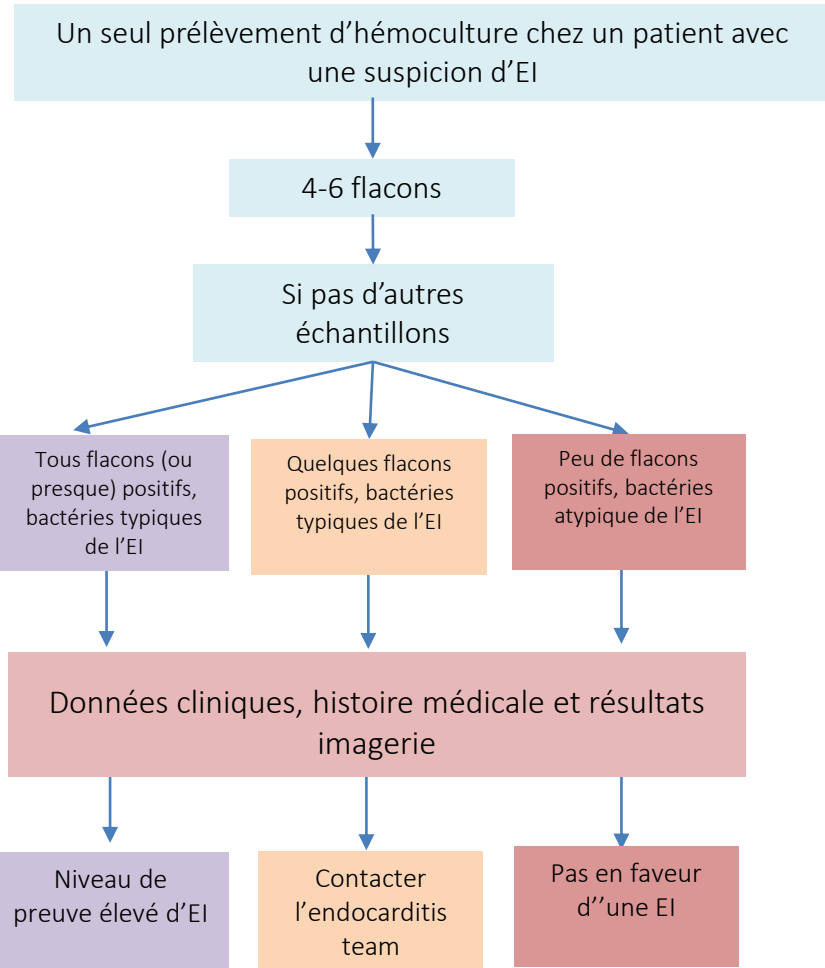 Un seul prélèvement d’hémoculture chez un patient avec
une suspicion d’EI
4-6 flacons
Si pas d’autres
échantillons
Tous flacons (ou
presque) positifs,
bactéries typiques
de l’EI
Quelques flacons
positifs, bactéries
typiques de l’EI
Peu de flacons
positifs, bactéries
atypique de l’EI
Données cliniques, histoire médicale et résultats
imagerie
Niveau de
preuve élevé d’EI
Contacter
l’endocarditis
team
Pas en faveur
d’’une EI